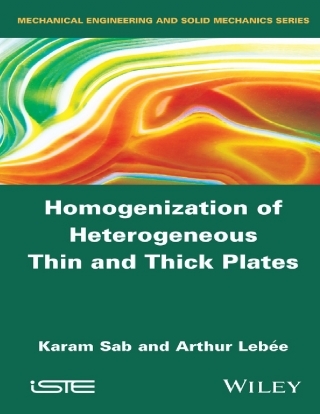 MECHANICAL ENGINEERING AND SOLID MECHANICS SERIES
Homogenization of
Heterogeneous
Thin and Thick Plates
Karam Sab and Arthur Lebée
iSTE
WILEY